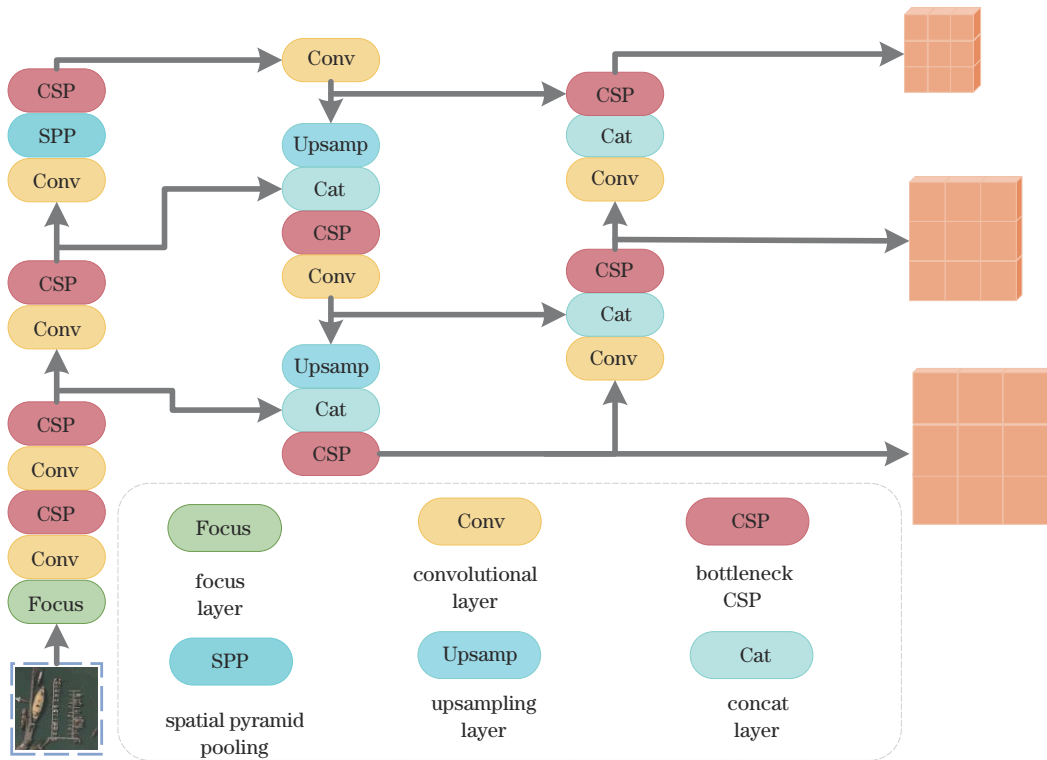 CSP
SPP
Conv
CSP
Conv
CSP
Conv
CSP
Conv
Focus
Conv
Upsamp
Cat
CSP
Conv
Upsamp
Cat
CSP
CSP
Cat
Conv
CSP
Cat
Conv
Focus
focus
layer
Conv
convolutional
layer
CSP
bottleneck
CSP
SPP
spatial pyramid
pooling
Upsamp
upsampling
layer
Cat
concat
layer